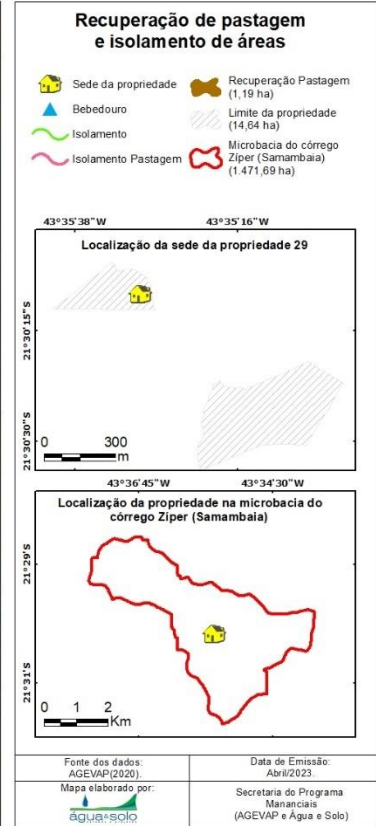 Recuperação de pastagem
e isolamento de áreas
Sede da propriedade
Bebedouro
Isolamento
Isolamento Pastagem
Recuperação Pastagem
(1,19 ha)
Limite da propriedade
(14,64 ha)
Microbacia do córrego
Zíper (Samambaia)
(1.471,69 ha)
43°35'38"W
43°35'16"W
Localização da sede da propriedade 29
21°30'15"S
21°30'30"S
0 300
m
43°36'45"W
43°34'30"W
Localização da propriedade na microbacia do
córrego Zíper (Samambaia)
21°29'S
21°31'S
0 1 2
Km
Fonte dos dados:
AGEVAP(2020).
Data de Emissão:
Abril/2023.
Mapa elaborado por:
água e solo
Secretaria do Programa
Mananciais
(AGEVAP e Água e Solo)